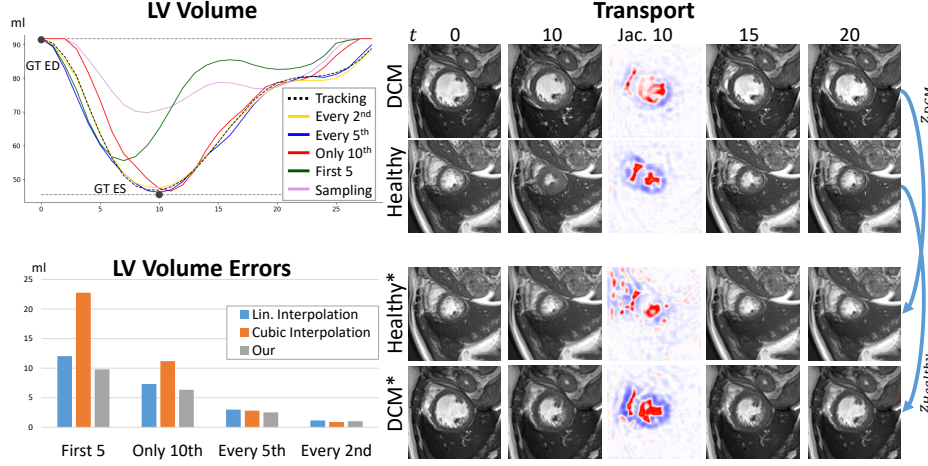 LV Volume
ml
90
80
70
60
50
GT ED
GT ES
0
5
10
15
20
25
Tracking
Every 2nd
Every 5th
Only 10th
First 5
Sampling
LV Volume Errors
ml
25
20
15
10
5
0
Lin. Interpolation
Cubic Interpolation
Our
First 5
Only 10th
Every 5th
Every 2nd
Transport
t 0 10 Jac. 10 15 20
DCM
Healthy
Healthy*
DCM*
zDCM
zHealthy